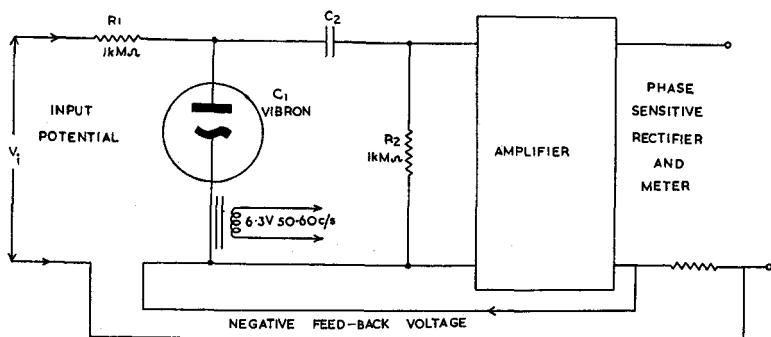 R1
1kMΩ
C2
C1
VIBRON
INPUT
POTENTIAL
Vi
R2
1kMΩ
AMPLIFIER
PHASE
SENSITIVE
RECTIFIER
AND
METER
6·3V 50-60c/s
NEGATIVE FEED-BACK VOLTAGE